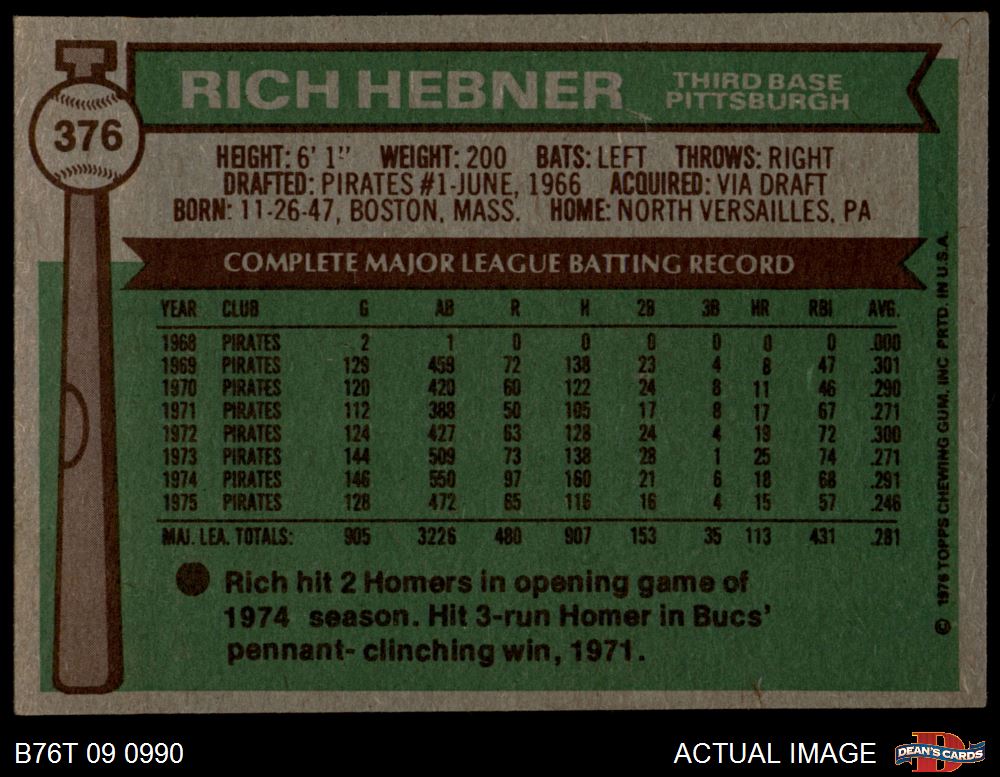 376
RICH HEBNER THIRD BASE
PITTSBURGH
HEIGHT: 6' 1" WEIGHT: 200 BATS: LEFT THROWS: RIGHT
DRAFTED: PIRATES #1-JUNE, 1966 ACQUIRED: VIA DRAFT
BORN: 11-26-47, BOSTON, MASS. HOME: NORTH VERSAILLES, PA
COMPLETE MAJOR LEAGUE BATTING RECORD
YEAR CLUB G AB R H 2B 3B HR RBI AVG.
1968 PIRATES 2 1 0 0 0 0 0 0 .000
1969 PIRATES 129 459 72 138 23 4 8 47 .301
1970 PIRATES 120 420 60 122 24 8 11 46 .290
1971 PIRATES 112 388 50 105 17 8 17 67 .271
1972 PIRATES 124 427 63 128 24 4 19 72 .300
1973 PIRATES 144 509 73 138 28 1 25 74 .271
1974 PIRATES 146 550 97 160 21 6 18 68 .291
1975 PIRATES 128 472 65 116 16 4 15 57 .246
MAJ. LEA. TOTALS: 905 3226 480 907 153 35 113 431 .281
Rich hit 2 Homers in opening game of
1974 season. Hit 3-run Homer in Bucs'
pennant- clinching win, 1971.
© 1976 TOPPS CHEWING GUM, INC PRTD. IN U.S.A.
B76T 09 0990 ACTUAL IMAGE DEAN'S CARDS